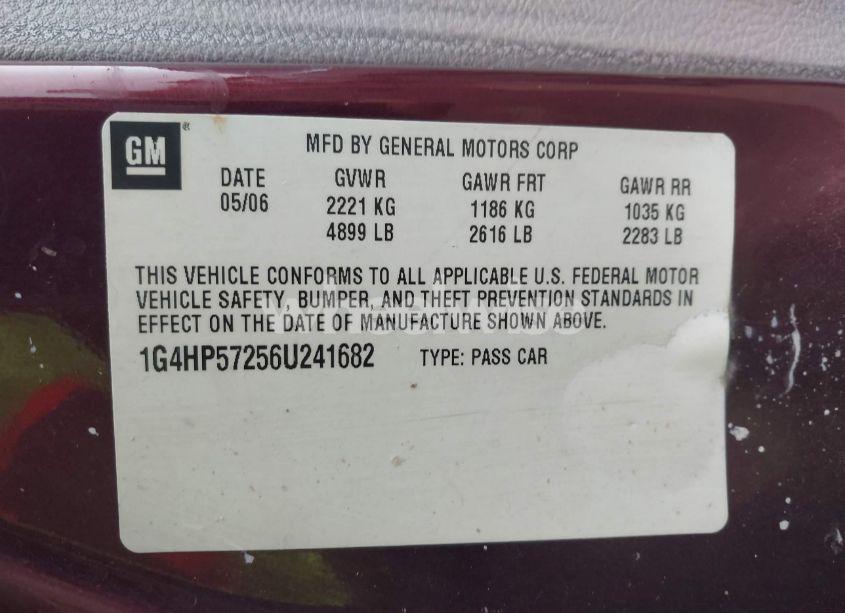 GM®
MFD BY GENERAL MOTORS CORP
DATE GVWR GAWR FRT GAWR RR
05/06 2221 KG 1186 KG 1035 KG
4899 LB 2616 LB 2283 LB
THIS VEHICLE CONFORMS TO ALL APPLICABLE U.S. FEDERAL MOTOR
VEHICLE SAFETY, BUMPER, AND THEFT PREVENTION STANDARDS IN
EFFECT ON THE DATE OF MANUFACTURE SHOWN ABOVE.
1G4HP57256U241682 TYPE: PASS CAR